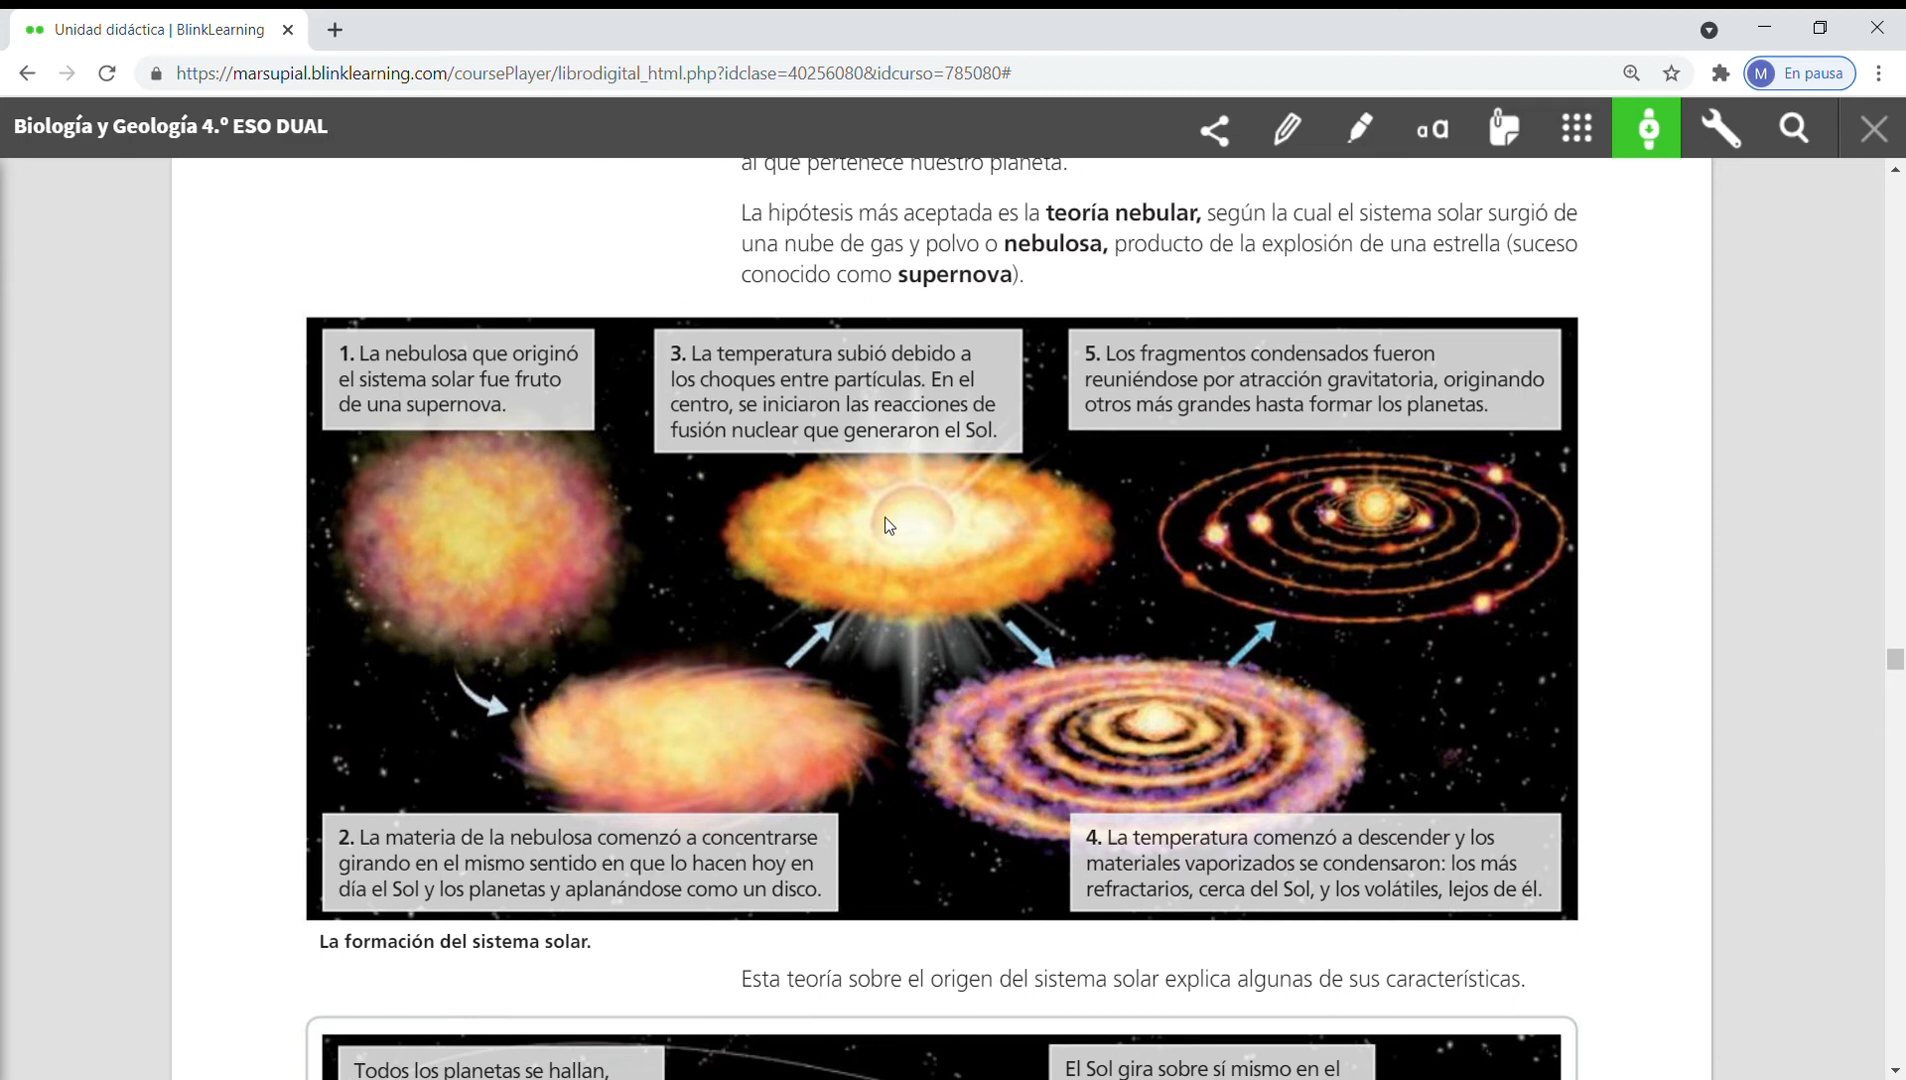 Unidad didáctica | BlinkLearning
https://marsupial.blinklearning.com/coursePlayer/librodigital_html.php?idclase=40256080&idcurso=785080#
M En pausa
Biología y Geología 4.º ESO DUAL
a a
al que pertenece nuestro planeta.
La hipótesis más aceptada es la teoría nebular, según la cual el sistema solar surgió de
una nube de gas y polvo o nebulosa, producto de la explosión de una estrella (suceso
conocido como supernova).
1. La nebulosa que originó
el sistema solar fue fruto
de una supernova.
3. La temperatura subió debido a
los choques entre partículas. En el
centro, se iniciaron las reacciones de
fusión nuclear que generaron el Sol.
5. Los fragmentos condensados fueron
reuniéndose por atracción gravitatoria, originando
otros más grandes hasta formar los planetas.
2. La materia de la nebulosa comenzó a concentrarse
girando en el mismo sentido en que lo hacen hoy en
día el Sol y los planetas y aplanándose como un disco.
4. La temperatura comenzó a descender y los
materiales vaporizados se condensaron: los más
refractarios, cerca del Sol, y los volátiles, lejos de él.
La formación del sistema solar.
Esta teoría sobre el origen del sistema solar explica algunas de sus características.
Todos los planetas se hallan,
El Sol gira sobre sí mismo en el